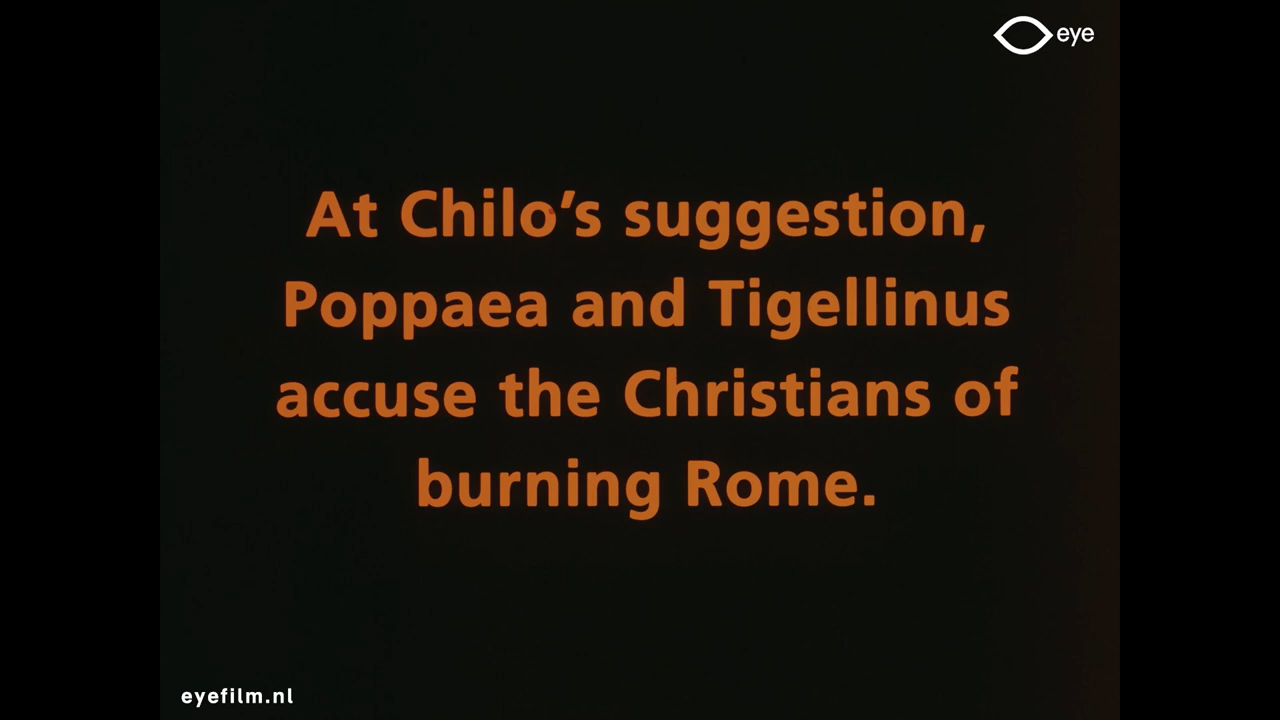 eye
At Chilo’s suggestion,
Poppaea and Tigellinus
accuse the Christians of
burning Rome.
eyefilm.nl